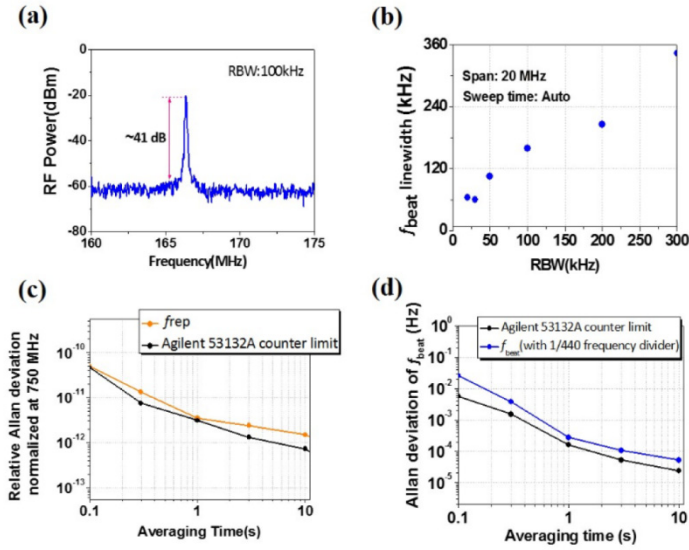 (a)
0
-20
-40
-60
-80
RF Power(dBm)
RBW:100kHz
~41 dB
160 165 170 175
Frequency(MHz)
(b)
360
240
120
0
fbeat linewidth (kHz)
Span: 20 MHz
Sweep time: Auto
0 50 100 150 200 250 300
RBW(kHz)
(c)
frep
Agilent 53132A counter limit
10-10
10-11
10-12
10-13
Relative Allan deviation
normalized at 750 MHz
0.1 1 10
Averaging Time(s)
(d)
Agilent 53132A counter limit
fbeat(with 1/440 frequency divider)
100
10-1
10-2
10-3
10-4
10-5
Allan deviation of fbeat (Hz)
0.1 1 10
Averaging time (s)